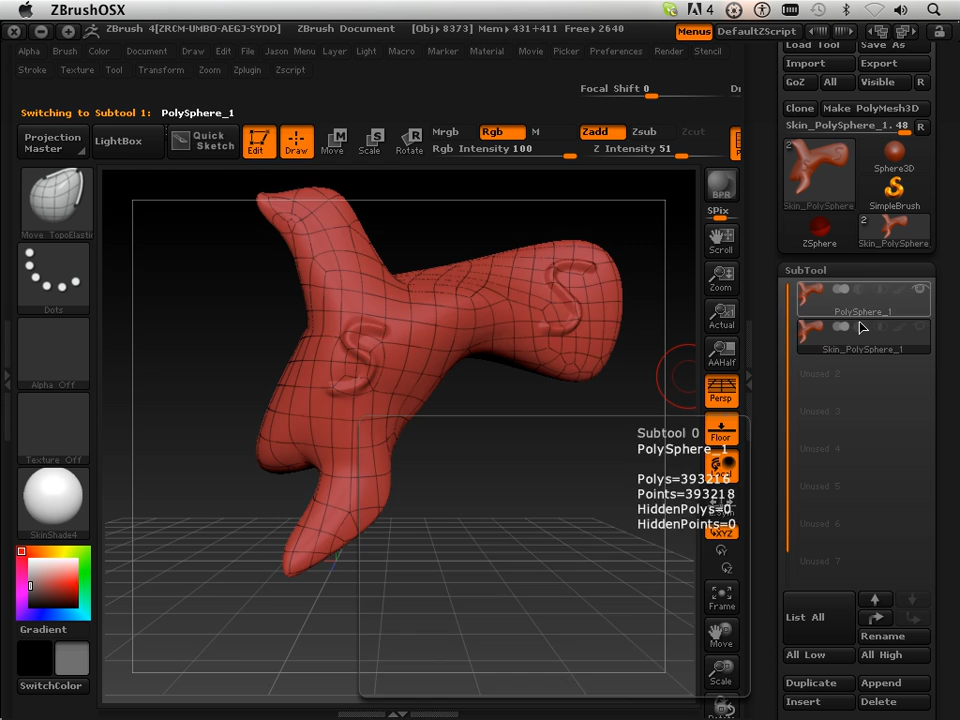 ZBrushOSX
4
ZBrush 4[ZRCM-UMBO-AEGJ-SYDD] ZBrush Document [Obj▸8373] Mem▸431+411 Free▸2640
Menus DefaultZScript
Alpha Brush Color Document Draw Edit File Jason Menu Layer Light Macro Marker Material Movie Picker Preferences Render Stencil
Stroke Texture Tool Transform Zoom Zplugin Zscript
Focal Shift 0
Switching to Subtool 1: PolySphere_1
Projection Master
LightBox
Quick Sketch
Edit
Draw
Move
Scale
Rotate
Mrgb Rgb M
Rgb Intensity 100
Zadd Zsub Zcut
Z Intensity 51
Move_TopoElastic
Dots
Alpha Off
Texture Off
SkinShade4
Gradient
SwitchColor
S
S
Subtool 0
PolySphere_1
Polys=393216
Points=393218
HiddenPolys=0
HiddenPoints=0
BPR
SPix
Scroll
Zoom
Actual
AAHalf
Persp
Floor
XYZ
Frame
Move
Scale
Load Tool Save As
Import Export
GoZ All Visible R
Clone Make PolyMesh3D
Skin_PolySphere_1. 48 R
2
Skin_PolySphere
Sphere3D
SimpleBrush
ZSphere
2
Skin_PolySphere
SubTool
PolySphere_1
Skin_PolySphere_1
Unused 2
Unused 3
Unused 4
Unused 5
Unused 6
Unused 7
List All
Rename
All Low All High
Duplicate Append
Insert Delete